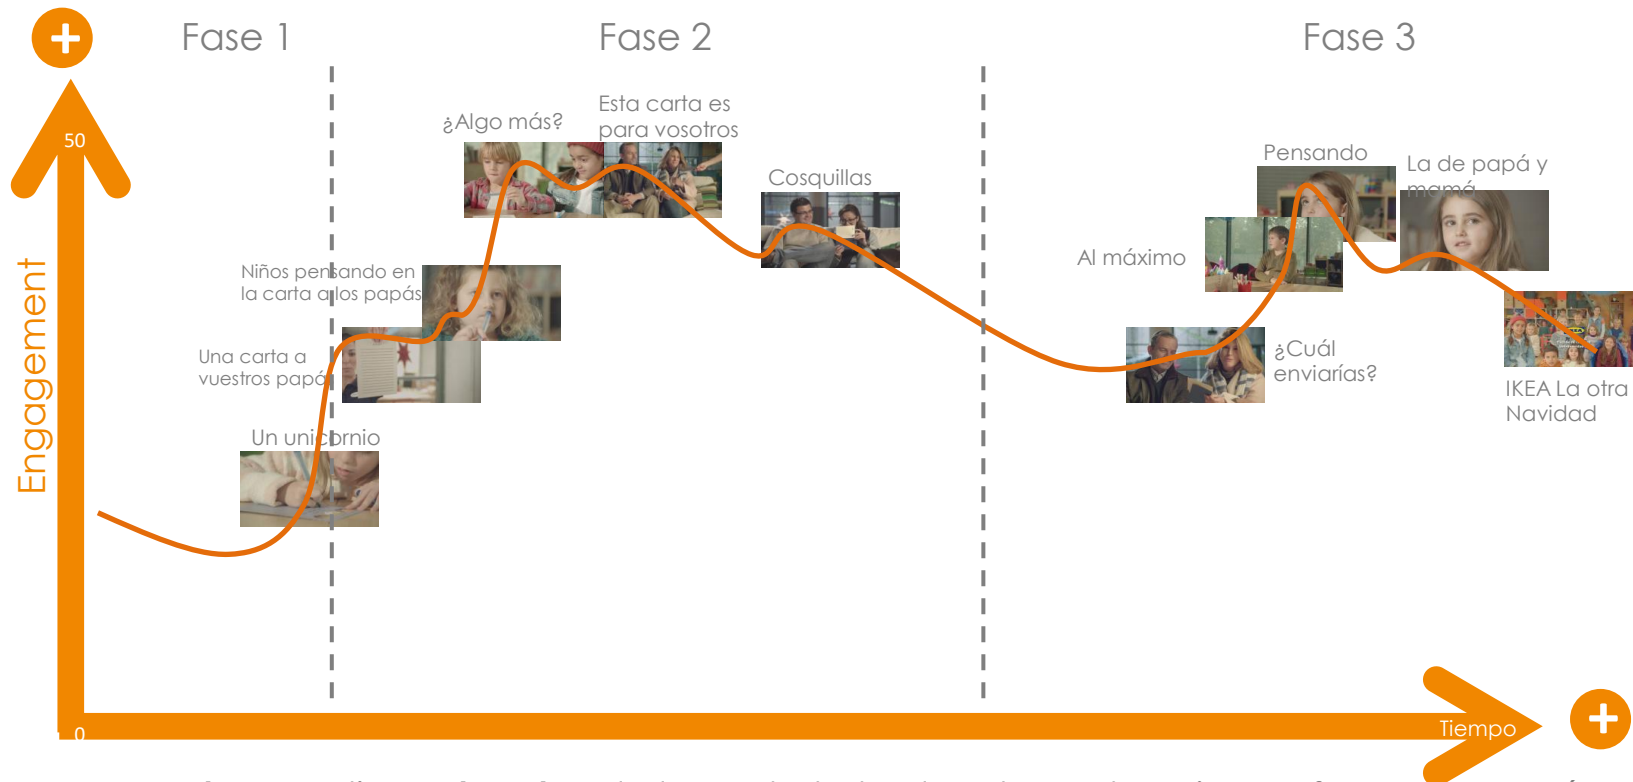 Fase 1
Fase 2
Fase 3
50
¿Algo más?
Esta carta es
para vosotros
Cosquillas
Pensando
La de papá y
mamá
Al máximo
Niños pensando en
la carta a los papás
Una carta a
vuestros papá
Un unicornio
¿Cuál
enviarías?
IKEA La otra
Navidad
Engagement
0
Tiempo